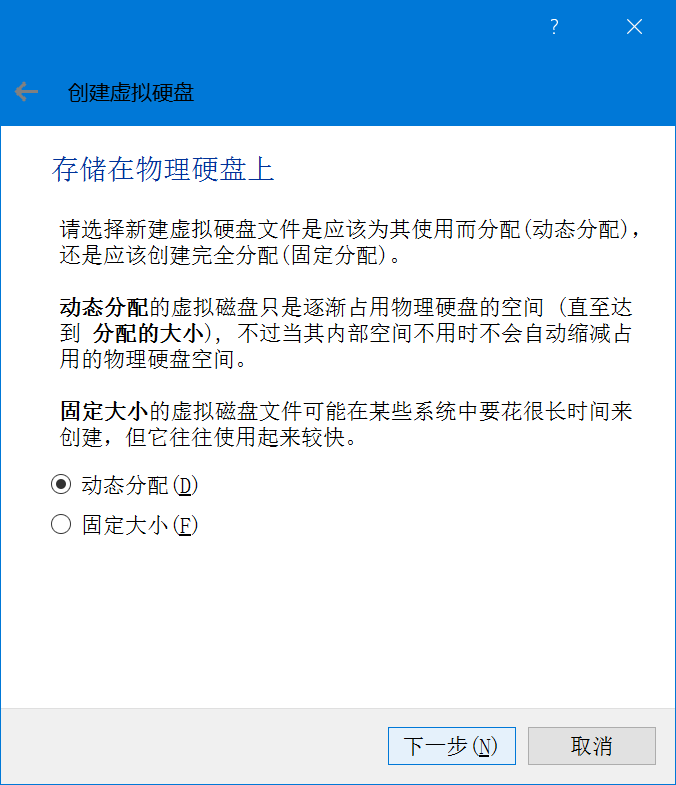 ?
创建虚拟硬盘
存储在物理硬盘上
请选择新建虚拟硬盘文件是应该为其使用而分配(动态分配)，
还是应该创建完全分配(固定分配)。
动态分配的虚拟磁盘只是逐渐占用物理硬盘的空间 (直至达
到 分配的大小)，不过当其内部空间不用时不会自动缩减占
用的物理硬盘空间。
固定大小的虚拟磁盘文件可能在某些系统中要花很长时间来
创建，但它往往使用起来较快。
动态分配(D)
固定大小(F)
下一步(N)
取消